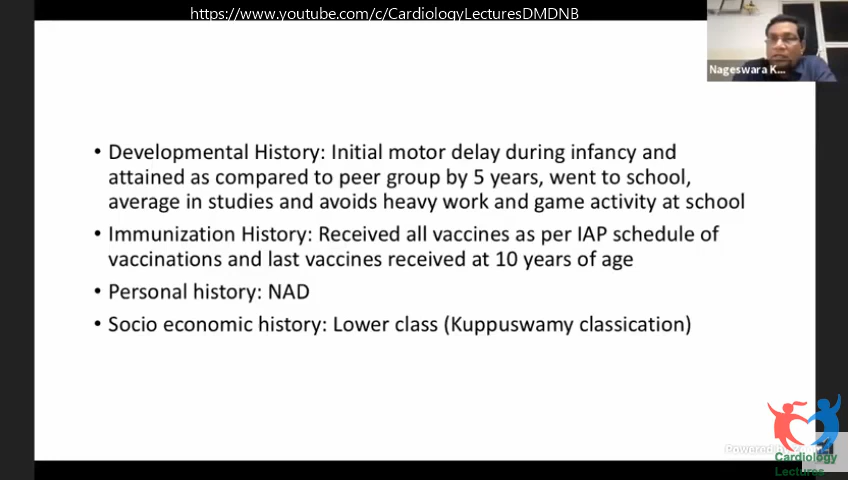 https://www.youtube.com/c/CardiologyLecturesDMDNB
Nageswara K...
• Developmental History: Initial motor delay during infancy and
attained as compared to peer group by 5 years, went to school,
average in studies and avoids heavy work and game activity at school
• Immunization History: Received all vaccines as per IAP schedule of
vaccinations and last vaccines received at 10 years of age
• Personal history: NAD
• Socio economic history: Lower class (Kuppuswamy classication)
Powered
Cardiology
Lectures